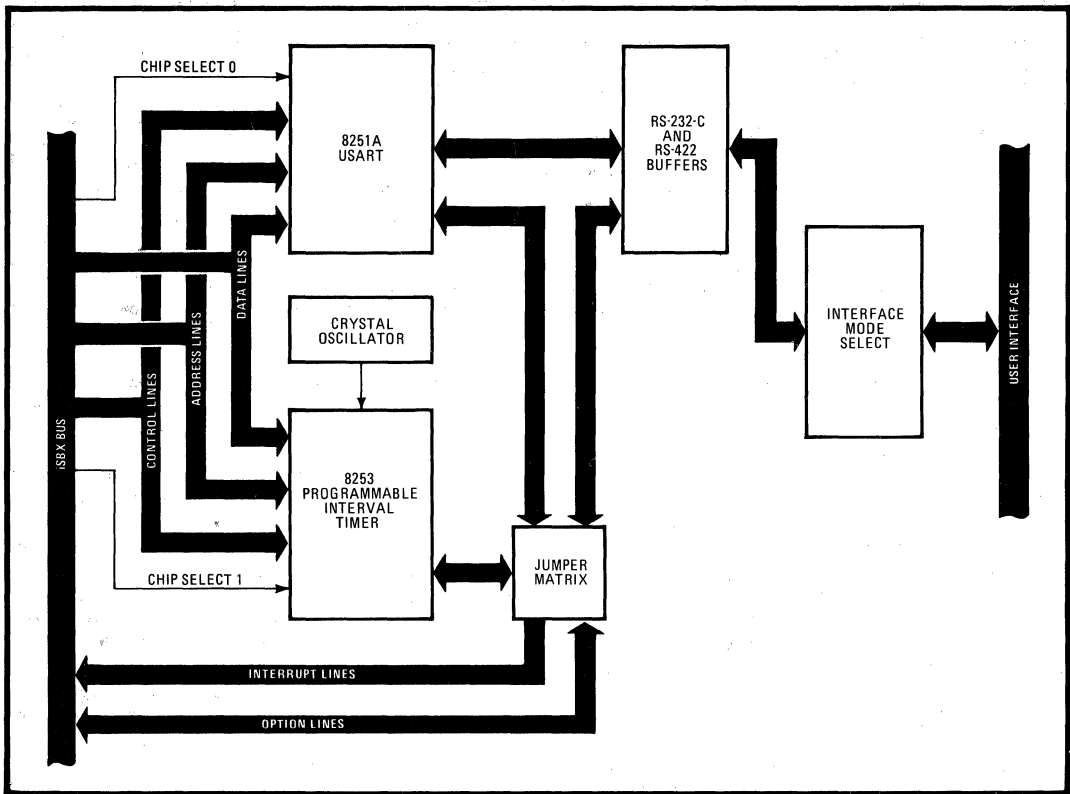 CHIP SELECT 0
8251A
USART
RS-232-C
AND
RS-422
BUFFERS
DATA LINES
ADDRESS LINES
CONTROL LINES
iSBX BUS
CRYSTAL
OSCILLATOR
INTERFACE
MODE
SELECT
USER INTERFACE
8253
PROGRAMMABLE
INTERVAL
TIMER
CHIP SELECT 1
JUMPER
MATRIX
INTERRUPT LINES
OPTION LINES